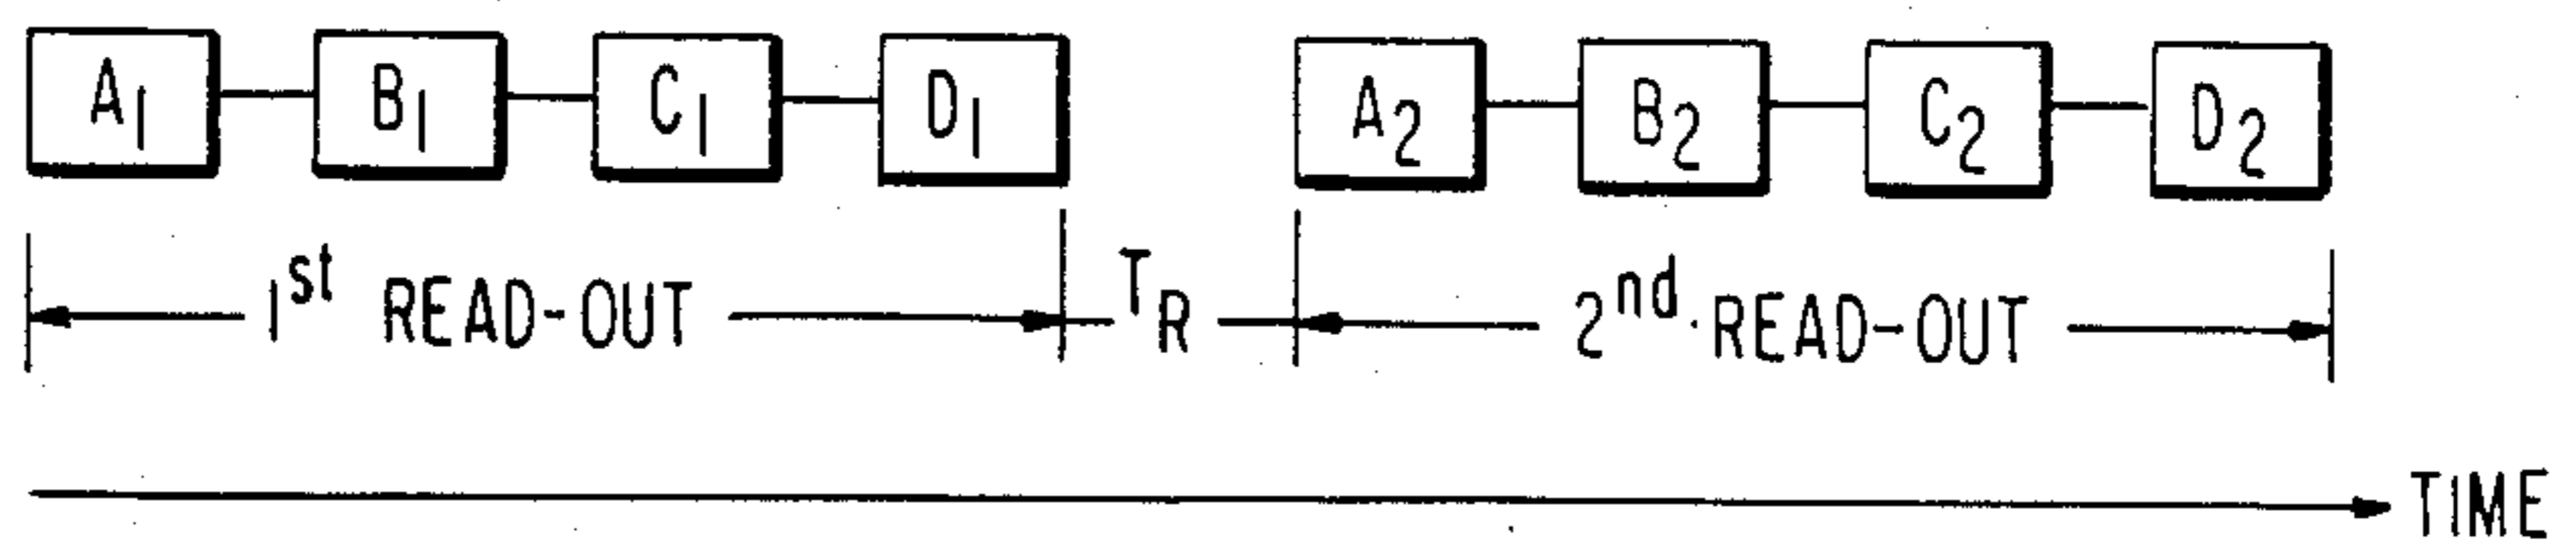 A1 B1 C1 D1 A2 B2 C2 D2
1st READ-OUT TR 2nd READ-OUT
TIME